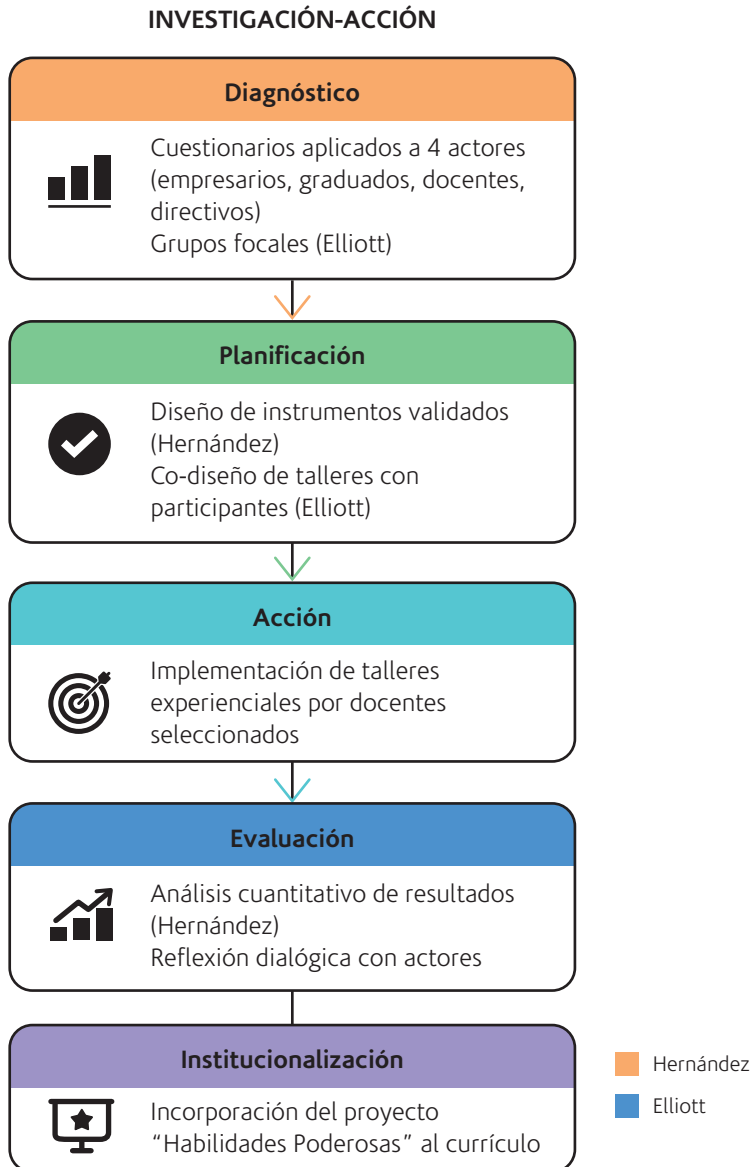 INVESTIGACIÓN-ACCIÓN
Diagnóstico
Cuestionarios aplicados a 4 actores
(empresarios, graduados, docentes,
directivos)
Grupos focales (Elliott)
Planificación
Diseño de instrumentos validados
(Hernández)
Co-diseño de talleres con
participantes (Elliott)
Acción
Implementación de talleres
experienciales por docentes
seleccionados
Evaluación
Análisis cuantitativo de resultados
(Hernández)
Reflexión dialógica con actores
Institucionalización
Incorporación del proyecto
“Habilidades Poderosas” al currículo
Hernández
Elliott